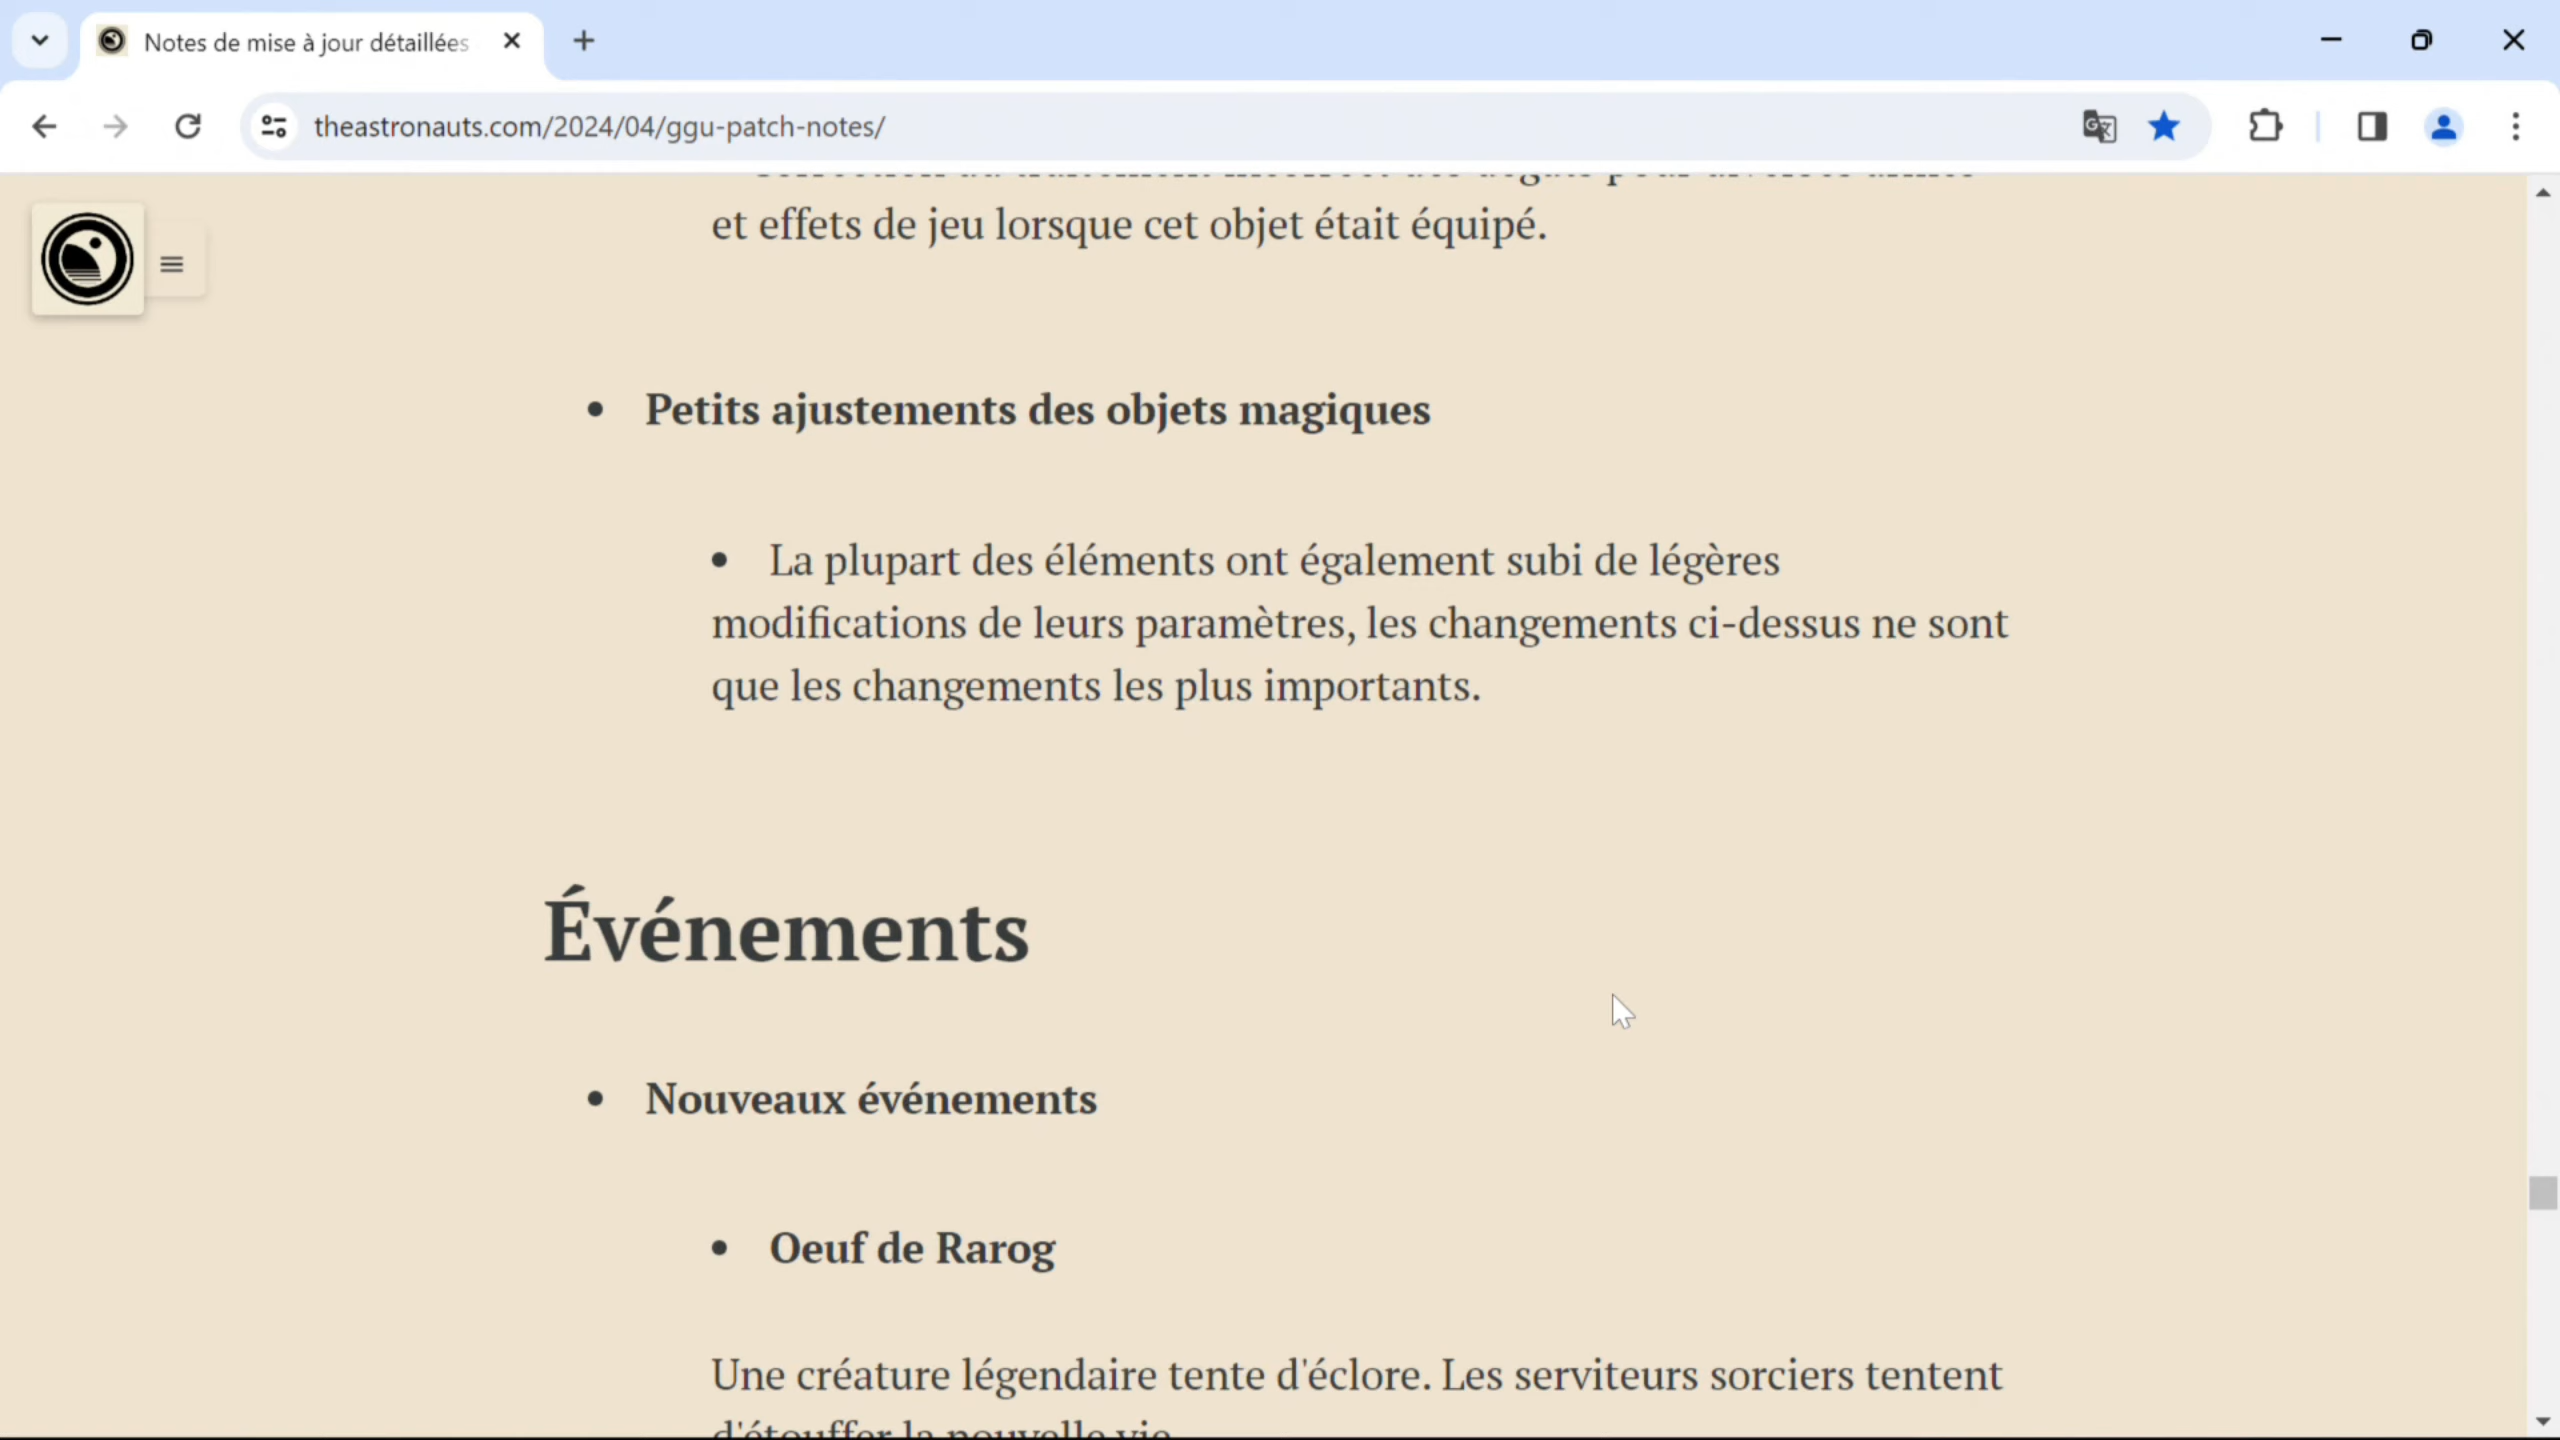 Notes de mise à jour détaillées
theastronauts.com/2024/04/ggu-patch-notes/
et effets de jeu lorsque cet objet était équipé.
• Petits ajustements des objets magiques
• La plupart des éléments ont également subi de légères
modifications de leurs paramètres, les changements ci-dessus ne sont
que les changements les plus importants.
Événements
• Nouveaux événements
• Oeuf de Rarog
Une créature légendaire tente d'éclore. Les serviteurs sorciers tentent
d'étouffer la nouvelle vie